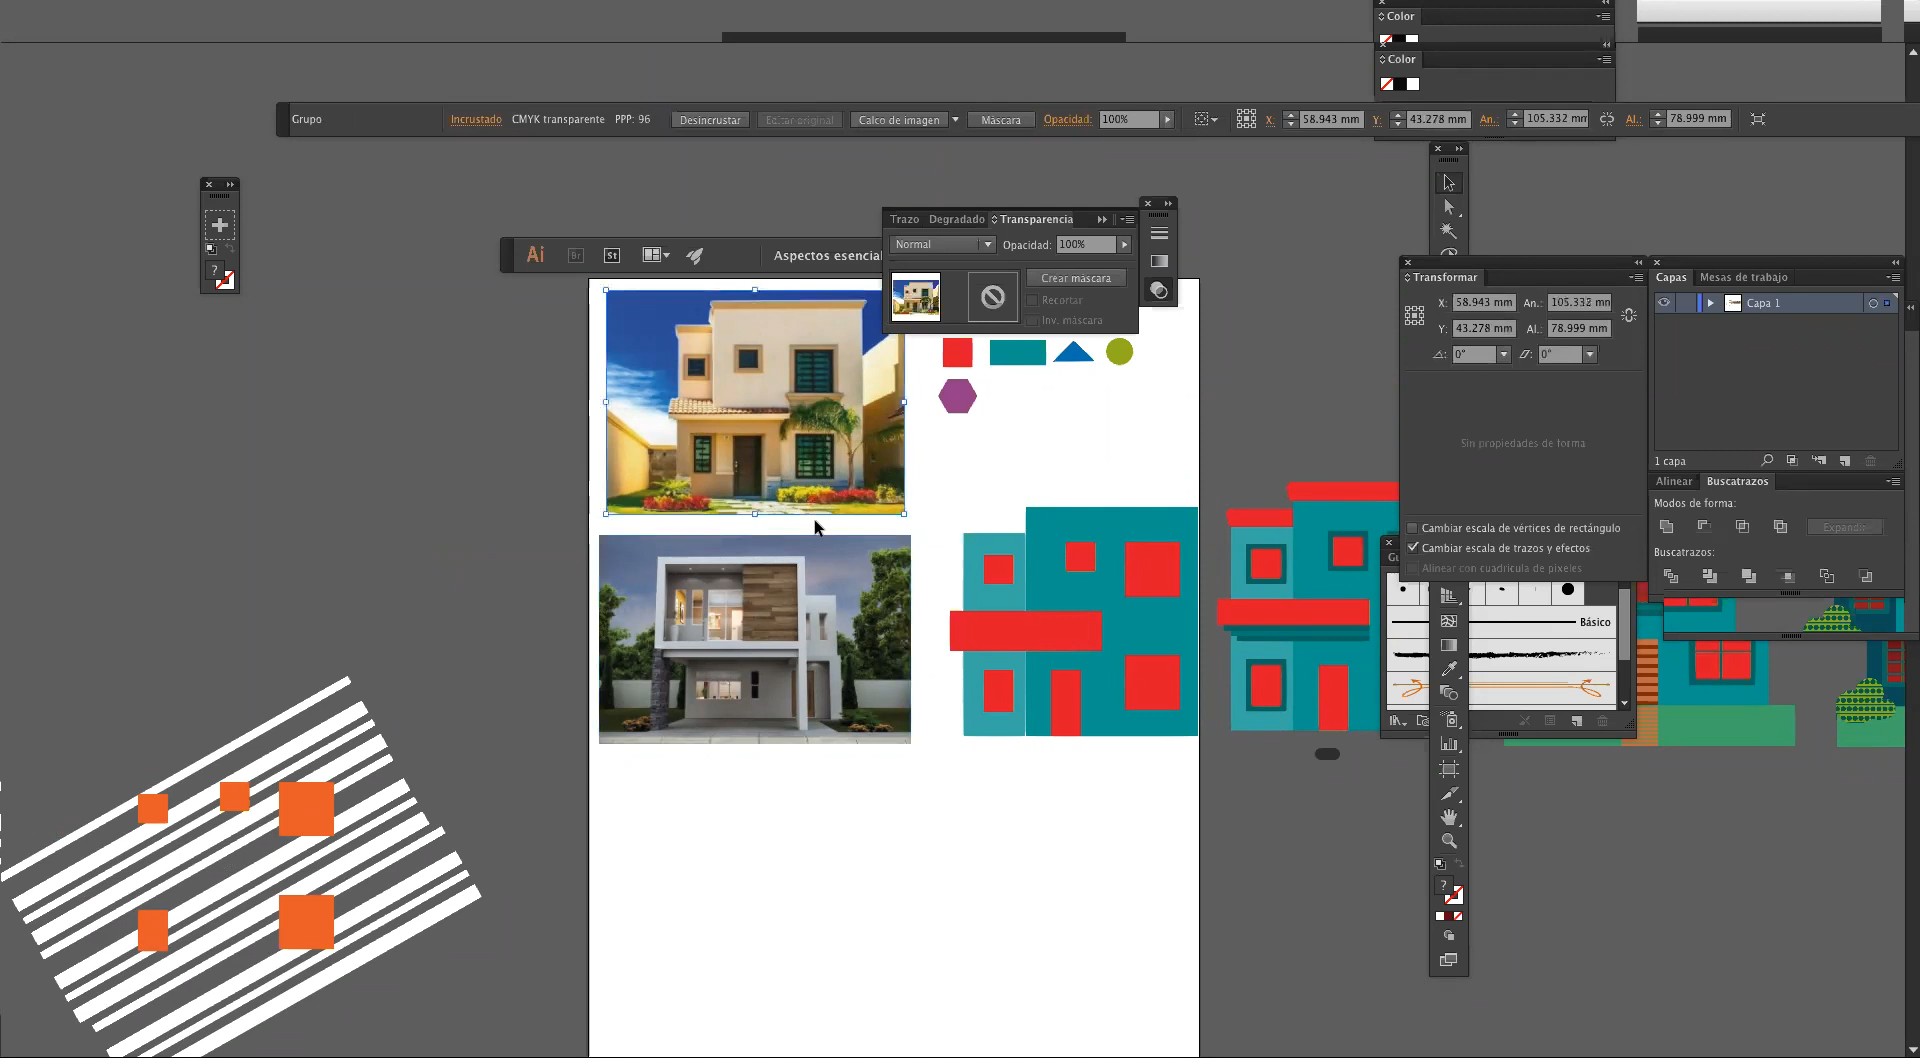 Color
Color
Grupo
Incrustado CMYK transparente PPP: 96 Desincrustar Editar original Calco de imagen Máscara Opacidad: 100% X: 58.943 mm Y: 43.278 mm An.: 105.332 mm Al.: 78.999 mm
Ai Br St Aspectos esencial
Trazo Degradado Transparencia
Normal Opacidad: 100%
Crear máscara
Recortar
Inv. máscara
?
Transformar
X: 58.943 mm An.: 105.332 mn
Y: 43.278 mm Al.: 78.999 mm
0° 0°
Sin propiedades de forma
Cambiar escala de vértices de rectángulo
Cambiar escala de trazos y efectos
Alinear con cuadrícula de píxeles
Capas Mesas de trabajo
Capa 1
1 capa
Alinear Buscatrazos
Modos de forma:
Expandir
Buscatrazos:
Básico
?